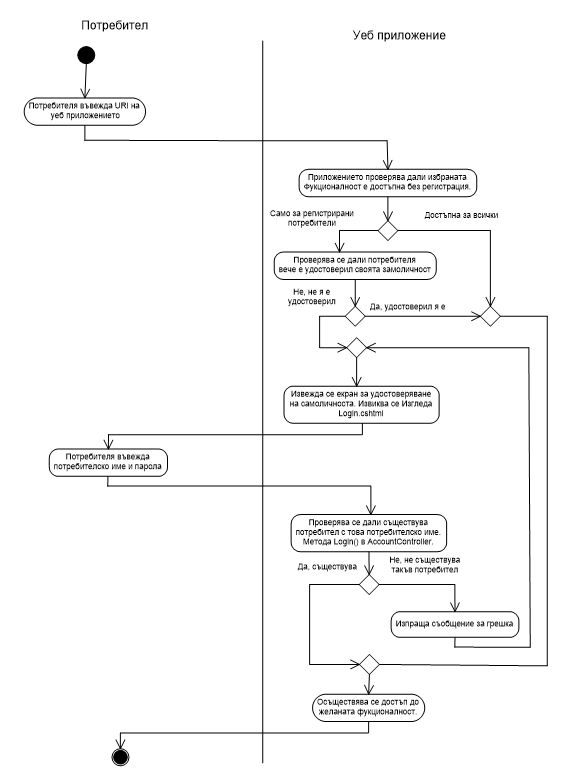 Потребител
Уеб приложение
Потребителя въвежда URI на
уеб приложението
Приложението проверява дали избраната
Фукционалност е достъпна без регистрация.
Само за регистрирани
потребители
Достъпна за всички
Проверява се дали потребителя
вече е удостоверил своята замоличност
Не, не я е
удостоверил
Да, удостоверил я е
Извежда се екран за удостоверяване
на самоличноста. Извиква се Изгледа
Login.cshtml
Потребителя въвежда
потребителско име и парола
Проверява се дали съществува
потребител с това потребителско име.
Метода Login() в AccountController.
Да, съществува
Не, не съществува
такъв потребител
Изпраща съобщение за грешка
Осъществява се достъп до
желаната фукционалност.